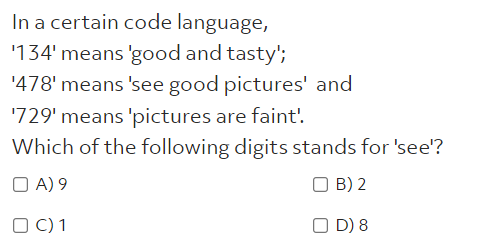 In a certain code language,
'134' means 'good and tasty';
'478' means 'see good pictures' and
'729' means 'pictures are faint'.
Which of the following digits stands for 'see'?
A) 9 B) 2
C) 1 D) 8